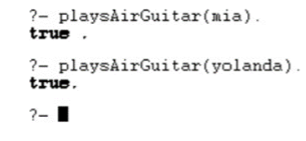 ?- playsAirGuitar(mia).
true .
?- playsAirGuitar(yolanda).
true.
?-